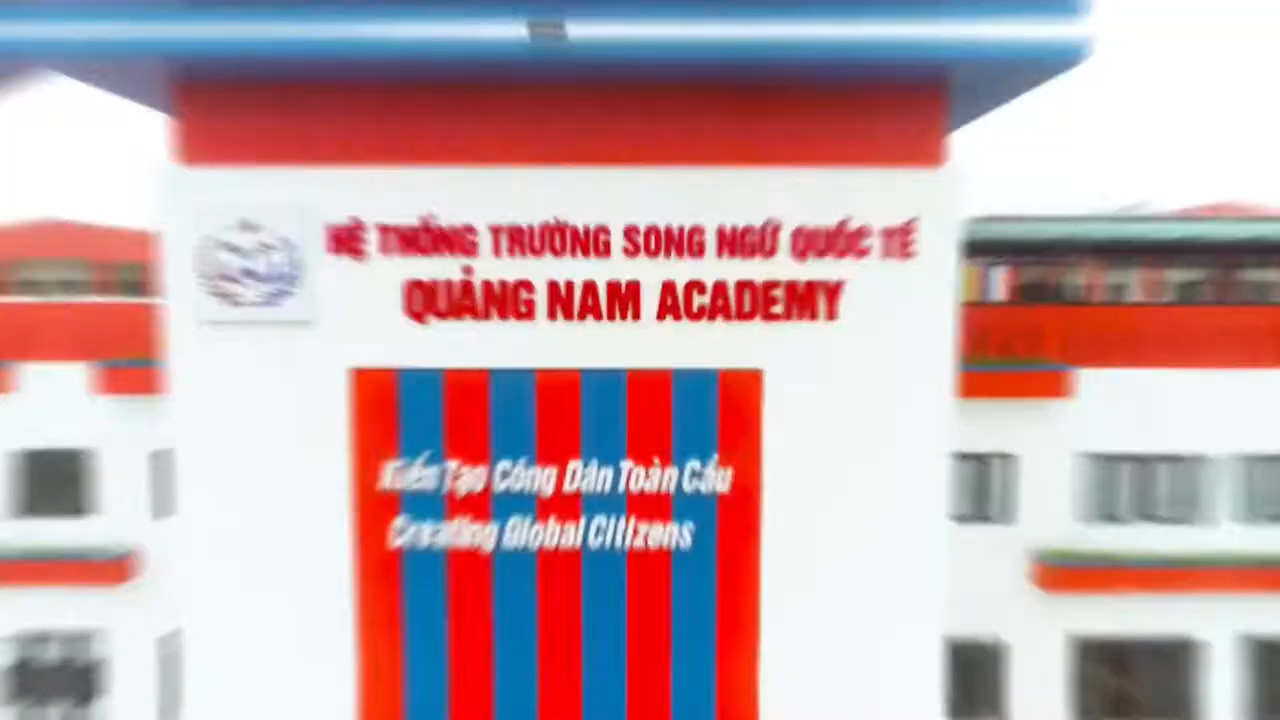 HỆ THỐNG TRƯỜNG SONG NGỮ QUỐC TẾ
QUẢNG NAM ACADEMY
Kiến Tạo Công Dân Toàn Cầu
Creating Global Citizens